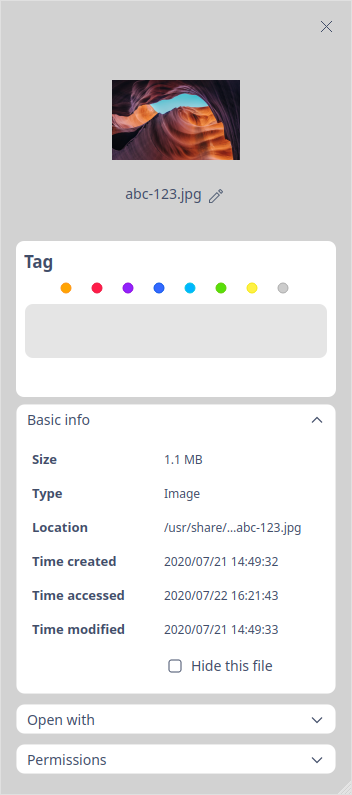 abc-123.jpg
Tag
Basic info
Size 1.1 MB
Type Image
Location /usr/share/...abc-123.jpg
Time created 2020/07/21 14:49:32
Time accessed 2020/07/22 16:21:43
Time modified 2020/07/21 14:49:33
Hide this file
Open with
Permissions